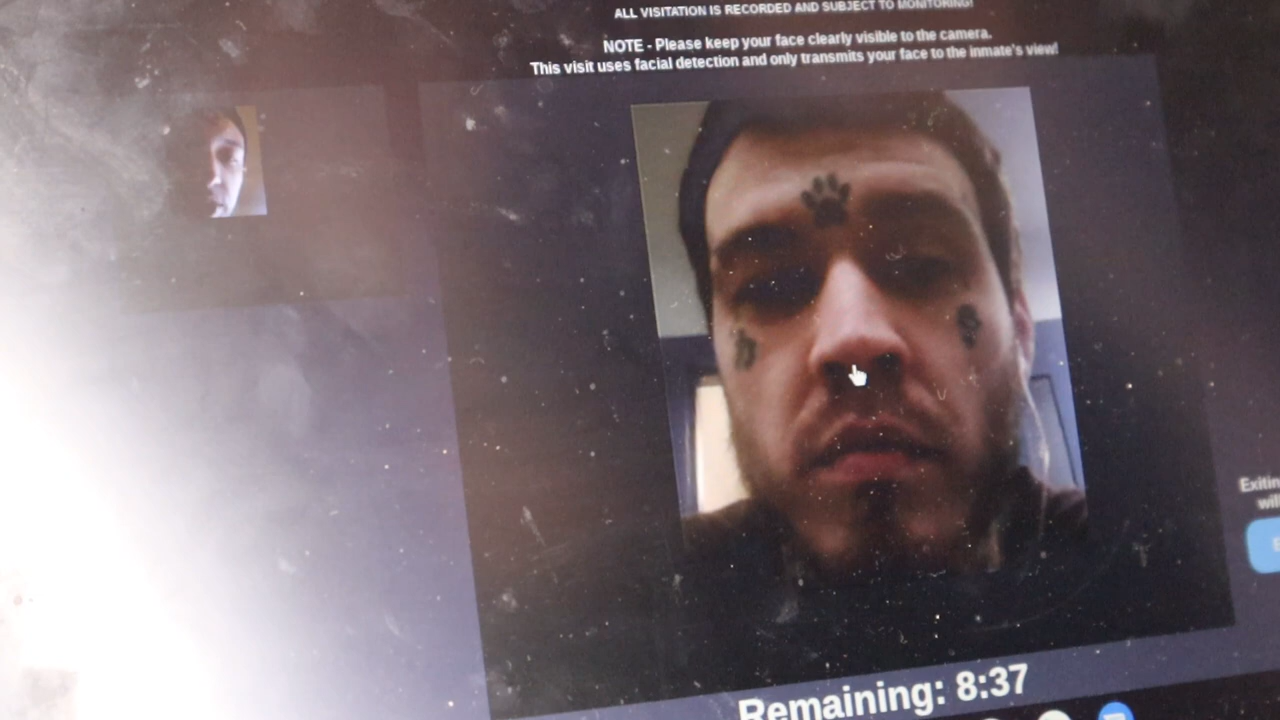 ALL VISITATION IS RECORDED AND SUBJECT TO MONITORING!
NOTE - Please keep your face clearly visible to the camera.
This visit uses facial detection and only transmits your face to the inmate's view!
Remaining: 8:37